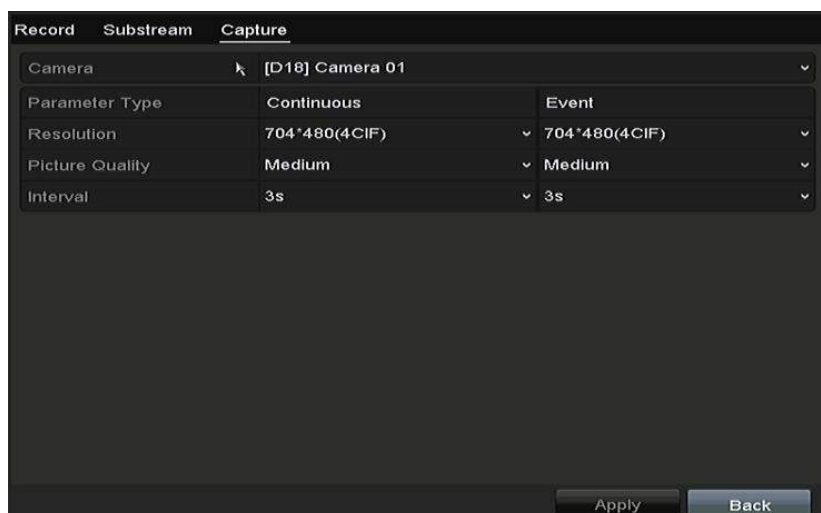 Record Substream Capture
Camera [D18] Camera 01
Parameter Type Continuous Event
Resolution 704*480(4CIF) 704*480(4CIF)
Picture Quality Medium Medium
Interval 3s 3s
Apply Back